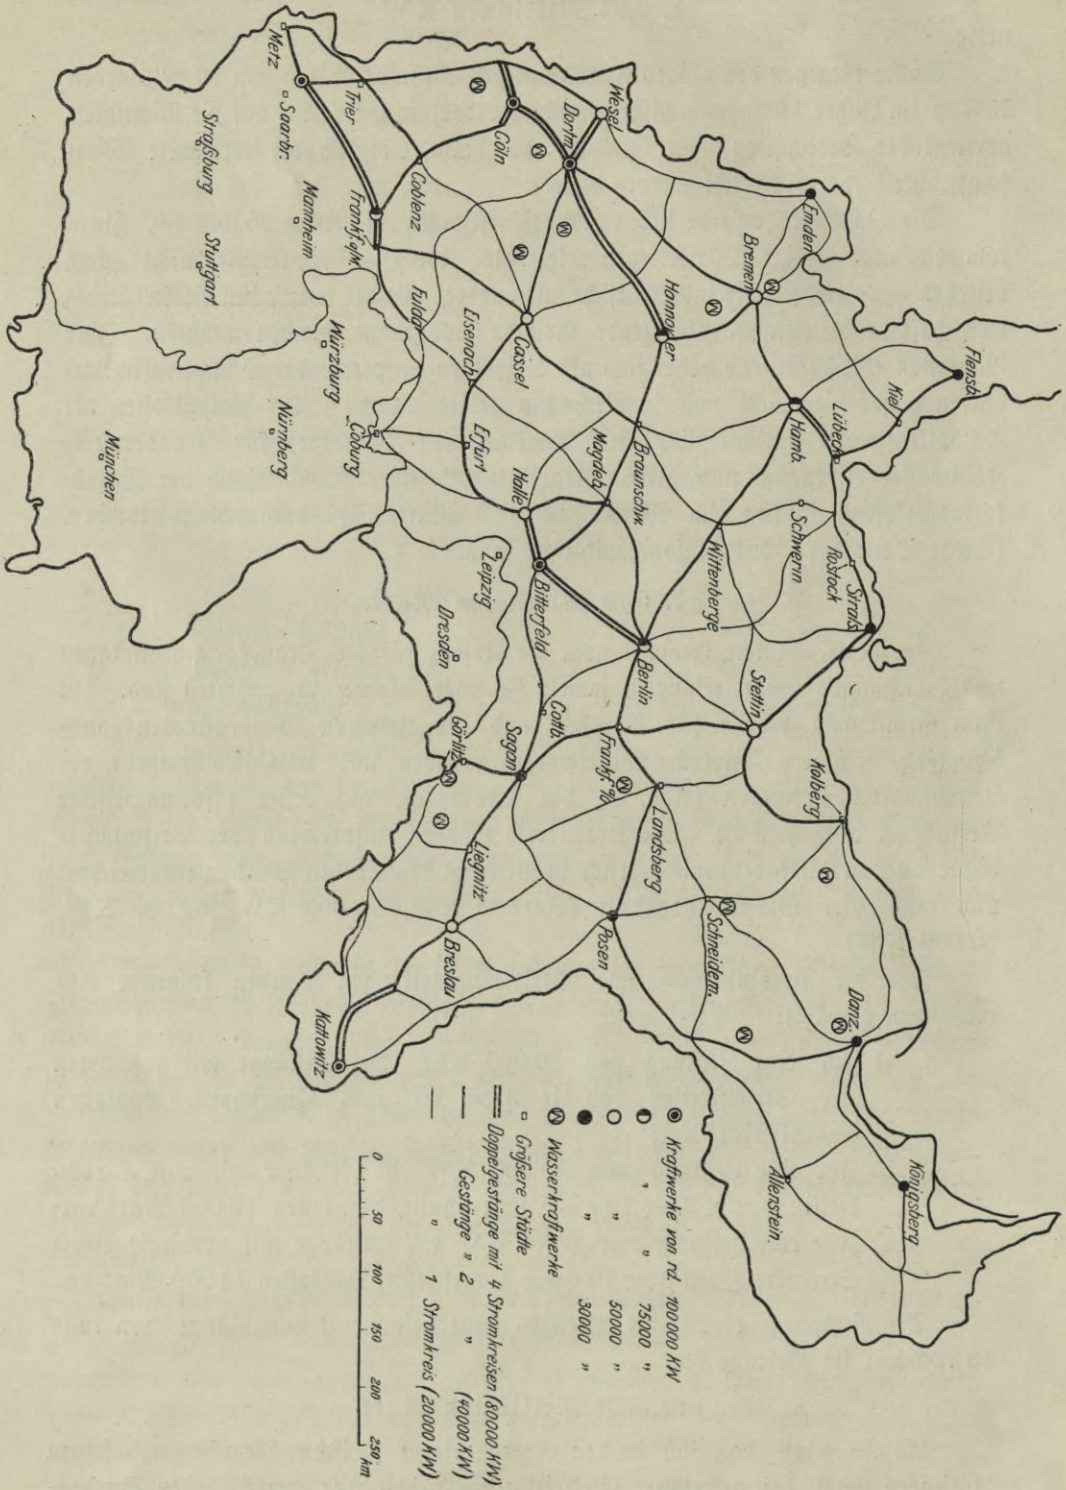 Flensb.
Kiel
Lübeck
Rostock
Strals.
Emden
Hamb.
Schwerin
Bremen
Wittenberge
Stettin
Kolberg
Danz.
Königsberg
Allenstein.
Schneidem.
Wesel
Hannover
Braunschw.
Magdeb.
Berlin
Frankf. %
Landsberg
Posen
Dortm.
Cöln
Cassel
Halle
Bitterfeld
Cottb.
Sagan
Görlitz
Liegnitz
Breslau
Kattowitz
Leipzig
Dresden
Eisenach
Erfurt
Coblenz
Fulda
Coburg
Frankf. a/M.
Trier
Metz
Saarbr.
Mannheim
Würzburg
Nürnberg
Straßburg
Stuttgart
München
W
W
W
W
W
W
W
W
W
W
W
W
W
Kraftwerke von rd. 100000 KW
" " 75000 "
" 50000 "
" 30000 "
W Wasserkraftwerke
Größere Städte
Doppelgestänge mit 4 Stromkreisen (80000 KW)
Gestänge " 2 " (40000 KW)
" 1 Stromkreis (20000 KW)
0 50 100 150 200 250 km